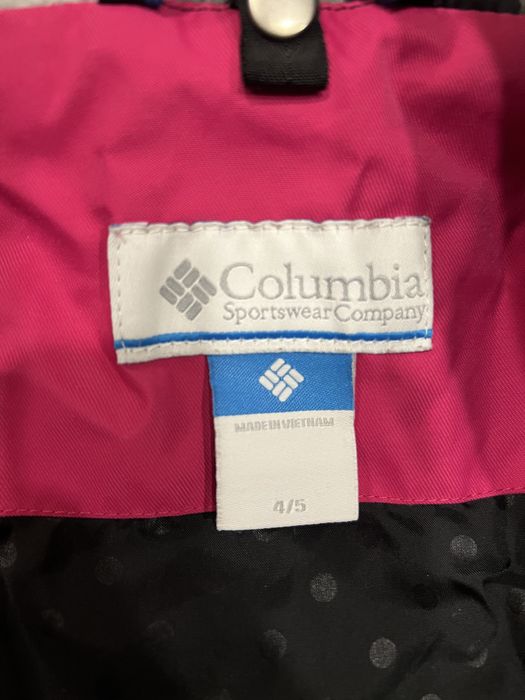 Columbia
Sportswear Company
MADE IN VIETNAM
4/5